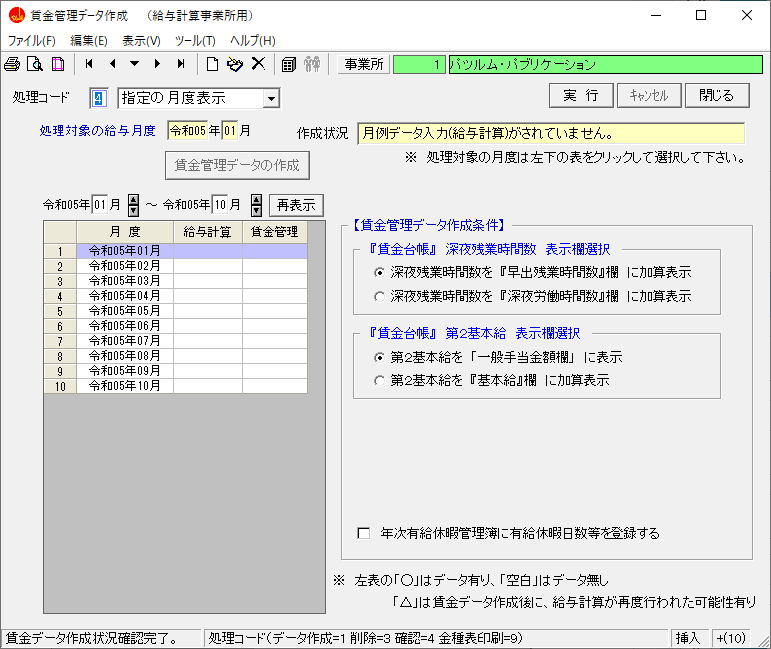 賃金管理データ作成　（給与計算事業所用）
ファイル(F)　編集(E)　表示(V)　ツール(T)　ヘルプ(H)
事業所　1　パツルム・パブリケーション
処理コード　4　指定の月度表示　実　行　キャンセル　閉じる
処理対象の給与月度　令和05 年 01 月　作成状況　月例データ入力(給与計算)がされていません。
※　処理対象の月度は左下の表をクリックして選択して下さい。
賃金管理データの作成
令和05年 01 月　～　令和05年 10 月　再表示
月　度　給与計算　賃金管理
1　令和05年01月
2　令和05年02月
3　令和05年03月
4　令和05年04月
5　令和05年05月
6　令和05年06月
7　令和05年07月
8　令和05年08月
9　令和05年09月
10　令和05年10月
【賃金管理データ作成条件】
『賃金台帳』 深夜残業時間数　表示欄選択
深夜残業時間数を『早出残業時間数』欄 に加算表示
深夜残業時間数を『深夜労働時間数』欄 に加算表示
『賃金台帳』 第2基本給　表示欄選択
第2基本給を「一般手当金額欄」に表示
第2基本給を『基本給』欄 に加算表示
年次有給休暇管理簿に有給休暇日数等を登録する
※　左表の「○」はデータ有り、「空白」はデータ無し
「△」は賃金データ作成後に、給与計算が再度行われた可能性有り
賃金データ作成状況確認完了。　処理コード(データ作成=1 削除=3 確認=4 金種表印刷=9)　挿入　+(10)